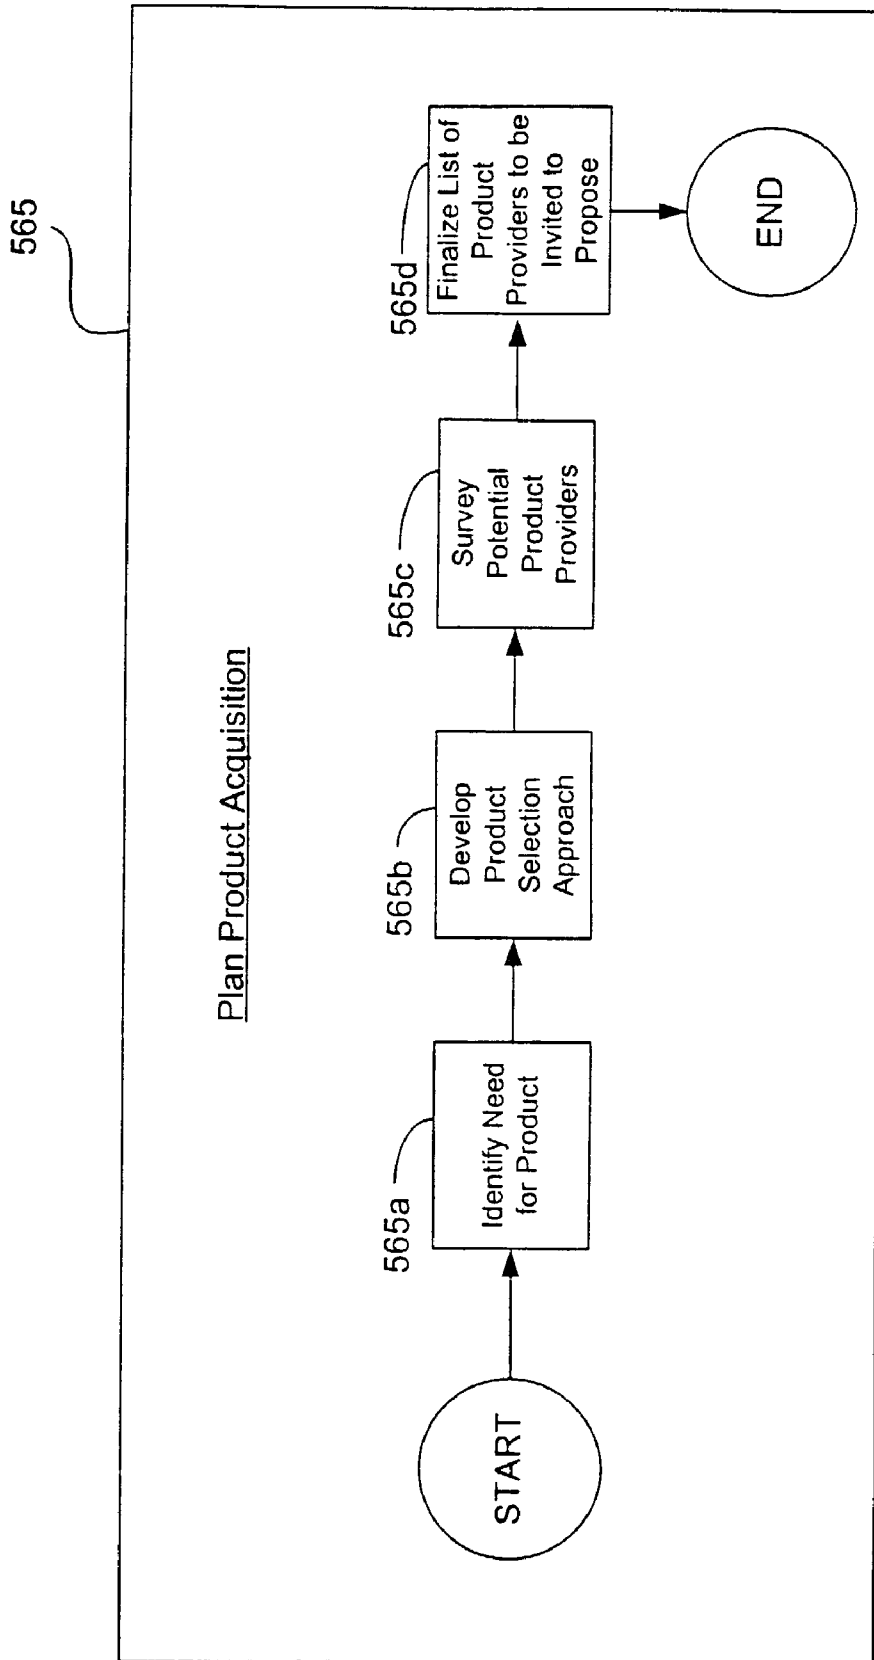 565
Plan Product Acquisition
START
565a
Identify Need
for Product
565b
Develop
Product
Selection
Approach
565c
Survey
Potential
Product
Providers
565d
Finalize List of
Product
Providers to be
Invited to
Propose
END